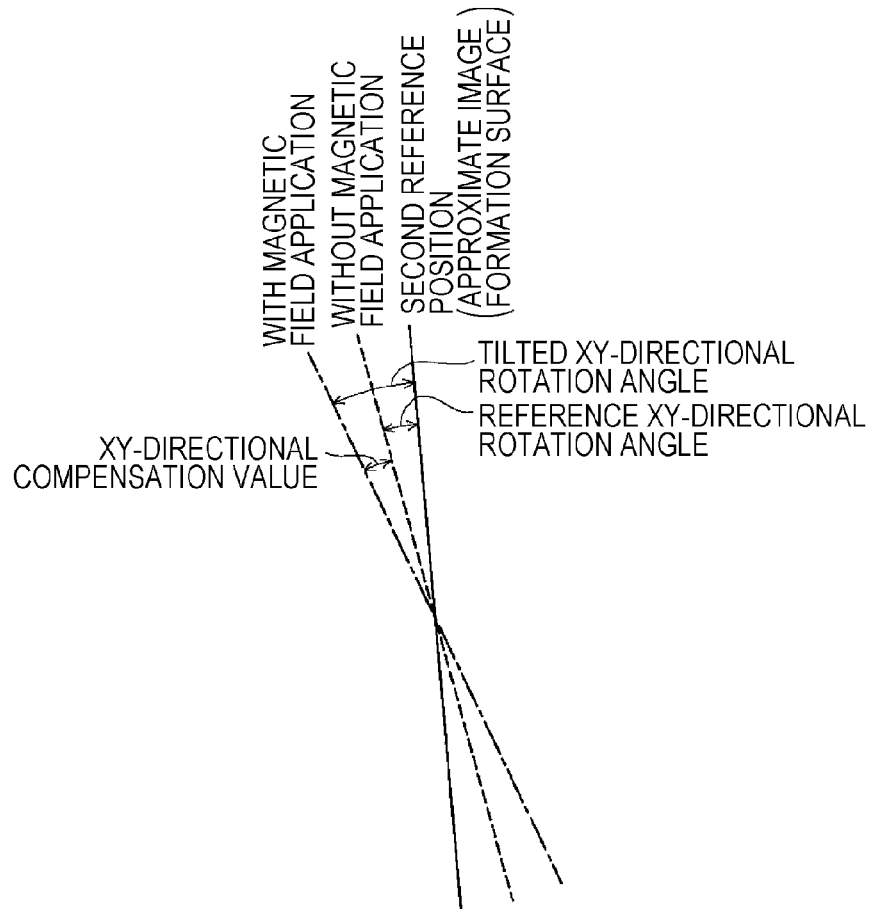 WITH MAGNETIC
FIELD APPLICATION
WITHOUT MAGNETIC
FIELD APPLICATION
SECOND REFERENCE
POSITION
(APPROXIMATE IMAGE
FORMATION SURFACE)
TILTED XY-DIRECTIONAL
ROTATION ANGLE
REFERENCE XY-DIRECTIONAL
ROTATION ANGLE
XY-DIRECTIONAL
COMPENSATION VALUE